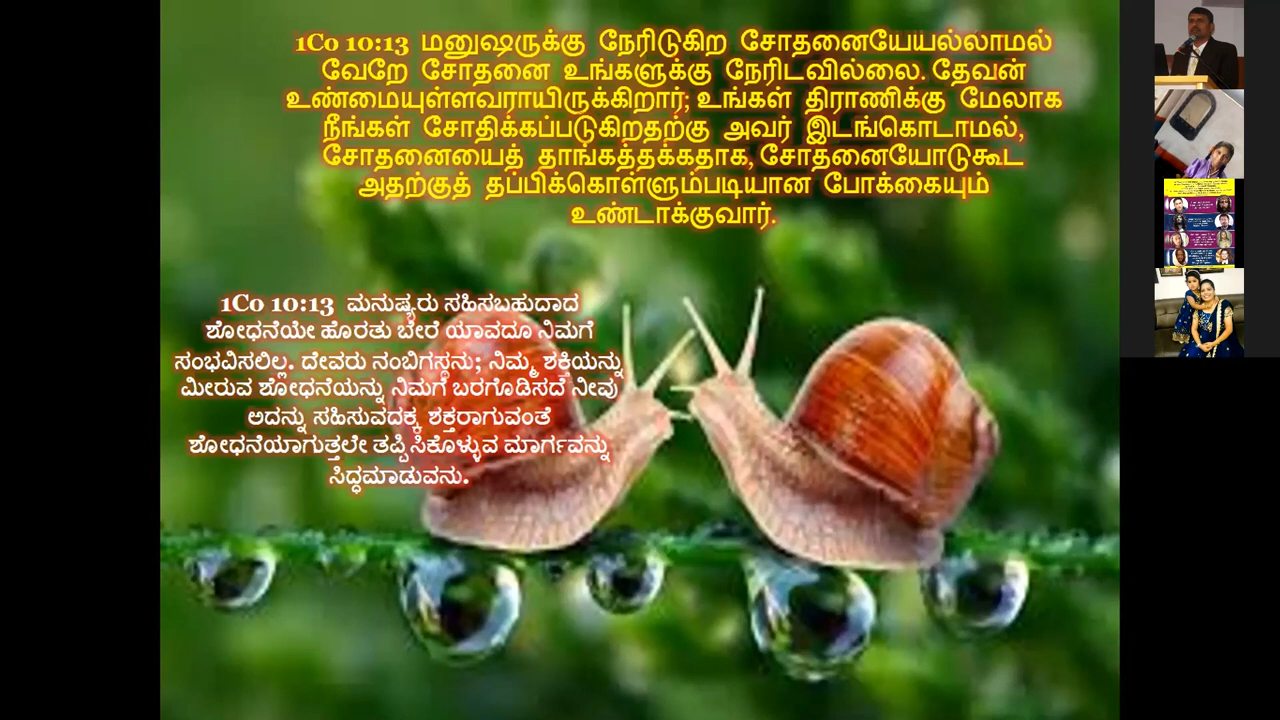 1Co 10:13 மனுஷருக்கு நேரிடுகிற சோதனையேயல்லாமல்
வேறே சோதனை உங்களுக்கு நேரிடவில்லை. தேவன்
உண்மையுள்ளவராயிருக்கிறார்; உங்கள் திராணிக்கு மேலாக
நீங்கள் சோதிக்கப்படுகிறதற்கு அவர் இடங்கொடாமல்,
சோதனையைத் தாங்கத்தக்கதாக, சோதனையோடுகூட
அதற்குத் தப்பிக்கொள்ளும்படியான போக்கையும்
உண்டாக்குவார்.
1Co 10:13 ಮನುಷ್ಯರು ಸಹಿಸಬಹುದಾದ
ಶೋಧನೆಯೇ ಹೊರತು ಬೇರೆ ಯಾವದೂ ನಿಮಗೆ
ಸಂಭವಿಸಲಿಲ್ಲ. ದೇವರು ನಂಬಿಗಸ್ಥನು; ನಿಮ್ಮ ಶಕ್ತಿಯನ್ನು
ಮೀರುವ ಶೋಧನೆಯನ್ನು ನಿಮಗೆ ಬರಗೊಡಿಸದೆ ನೀವು
ಅದನ್ನು ಸಹಿಸುವದಕ್ಕೆ ಶಕ್ತರಾಗುವಂತೆ
ಶೋಧನೆಯಾಗುತ್ತಲೇ ತಪ್ಪಿಸಿಕೊಳ್ಳುವ ಮಾರ್ಗವನ್ನು
ಸಿದ್ಧಮಾಡುವನು.